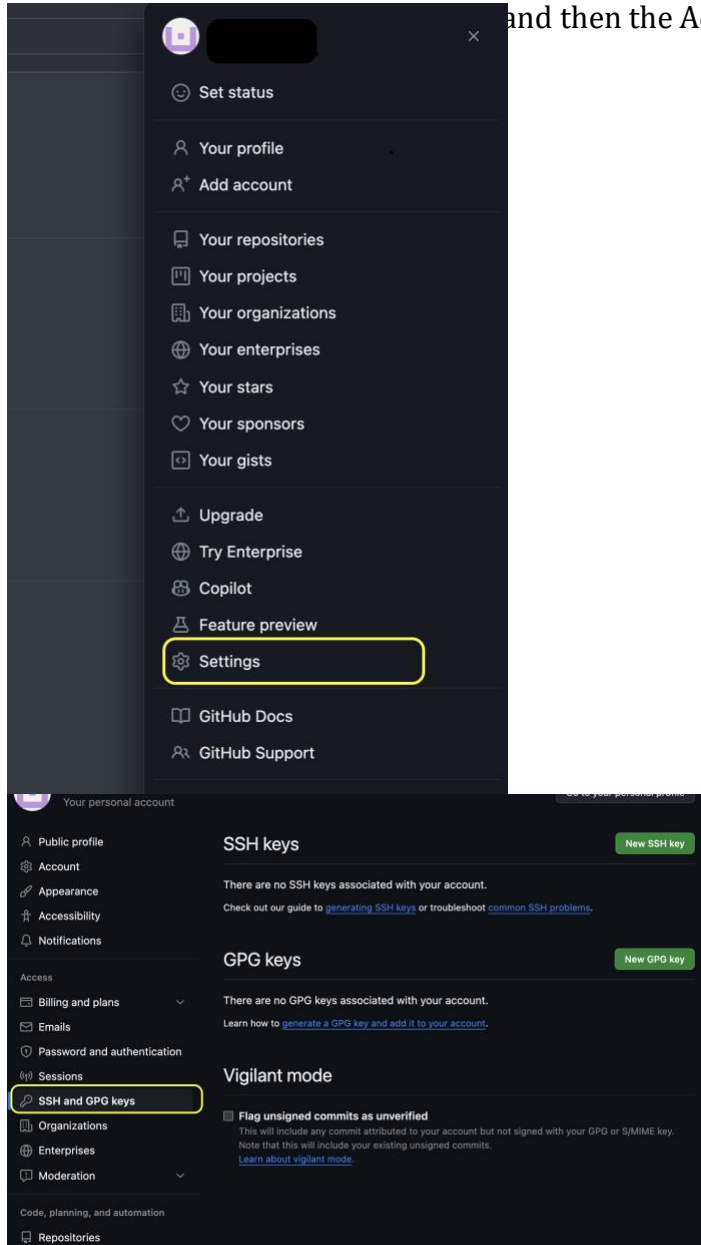 and then the A
Set status
Your profile
Add account
Your repositories
Your projects
Your organizations
Your enterprises
Your stars
Your sponsors
Your gists
Upgrade
Try Enterprise
Copilot
Feature preview
Settings
GitHub Docs
GitHub Support
Your personal account
Go to your personal profile
Public profile
Account
Appearance
Accessibility
Notifications
Access
Billing and plans
Emails
Password and authentication
Sessions
SSH and GPG keys
Organizations
Enterprises
Moderation
Code, planning, and automation
Repositories
SSH keys
New SSH key
There are no SSH keys associated with your account.
Check out our guide to generating SSH keys or troubleshoot common SSH problems.
GPG keys
New GPG key
There are no GPG keys associated with your account.
Learn how to generate a GPG key and add it to your account.
Vigilant mode
Flag unsigned commits as unverified
This will include any commit attributed to your account but not signed with your GPG or S/MIME key.
Note that this will include your existing unsigned commits.
Learn about vigilant mode.